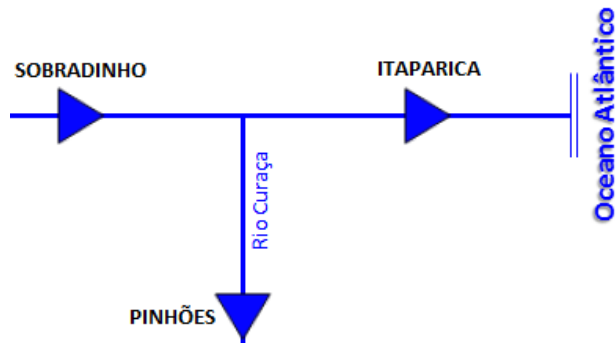 SOBRADINHO
ITAPARICA
Oceano Atlântico
Rio Curaça
PINHÕES